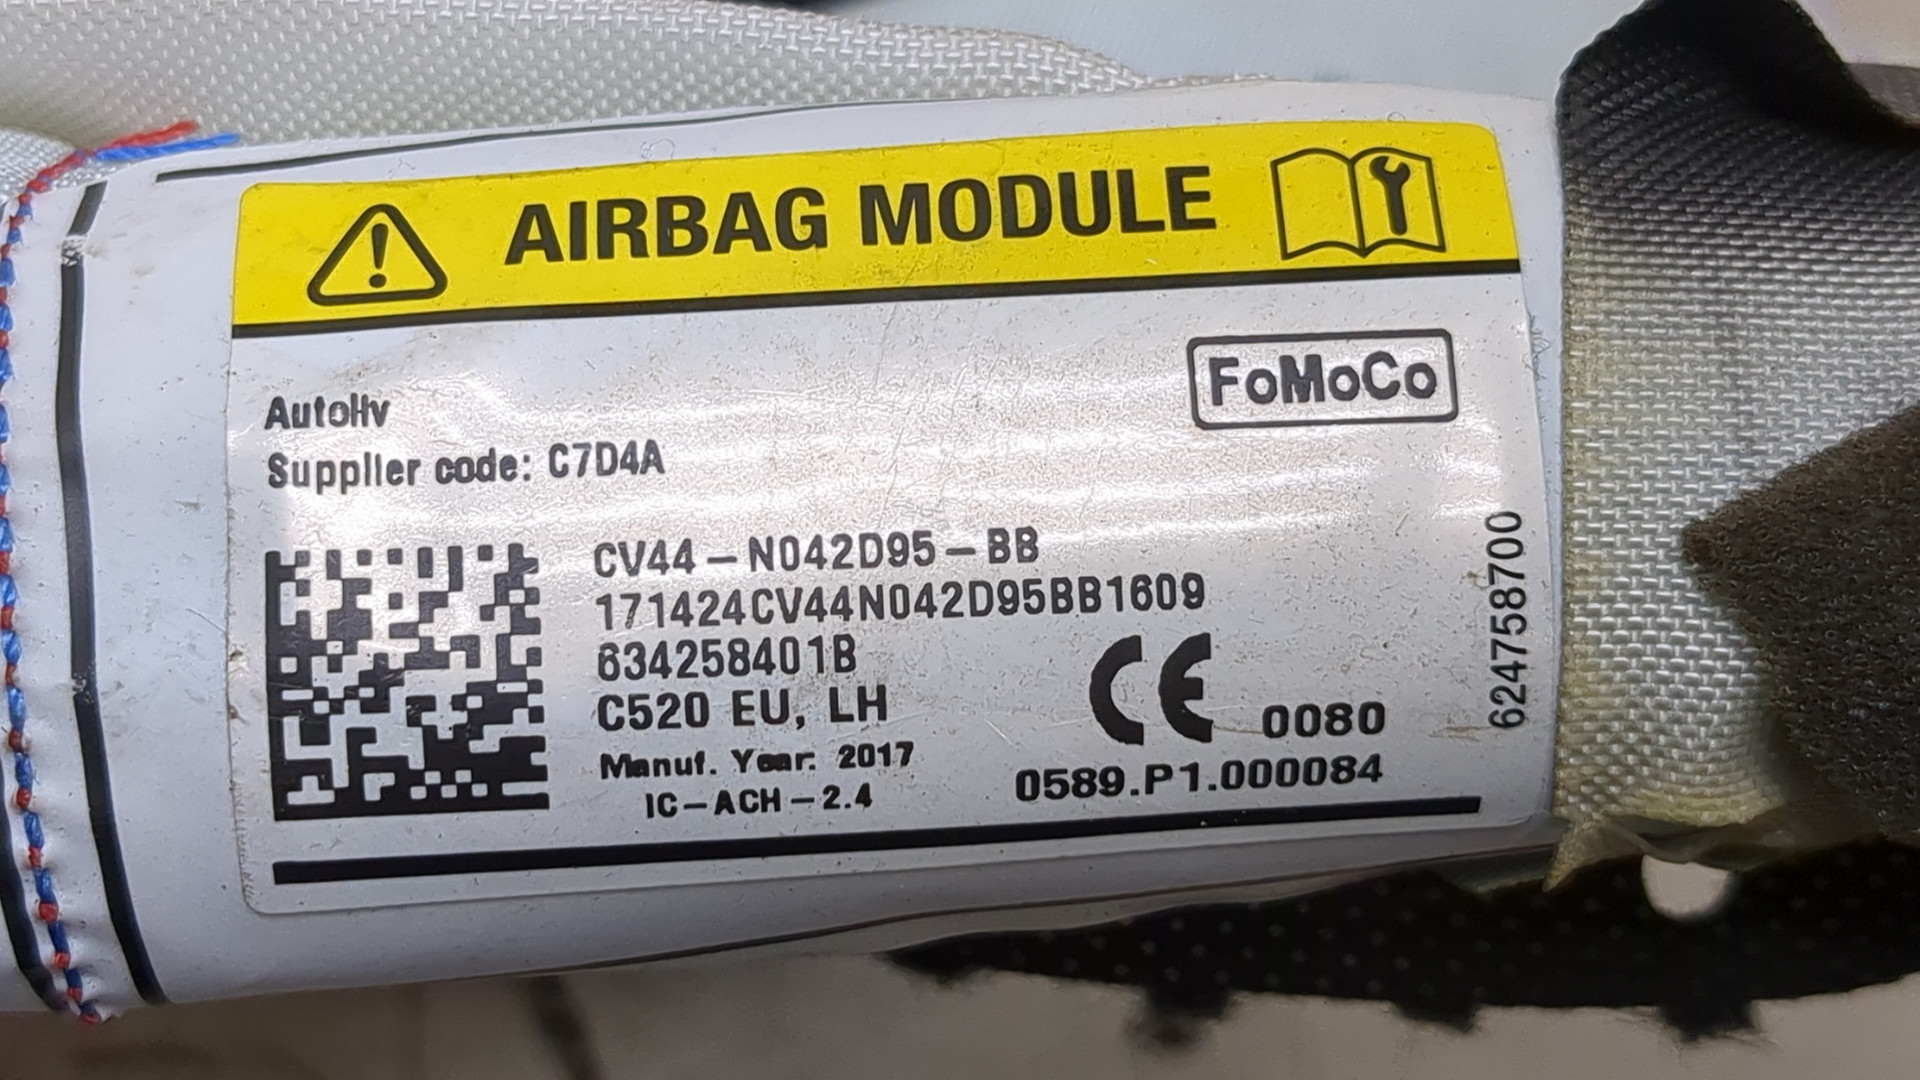 AIRBAG MODULE
FoMoCo
Autoliv
Supplier code: C7D4A
CV44-N042D95-BB
171424CV44N042D95BB1609
634258401B
C520 EU, LH
CE 0080
Manuf. Year: 2017
IC-ACH-2.4
0589.P1.000084
624758700